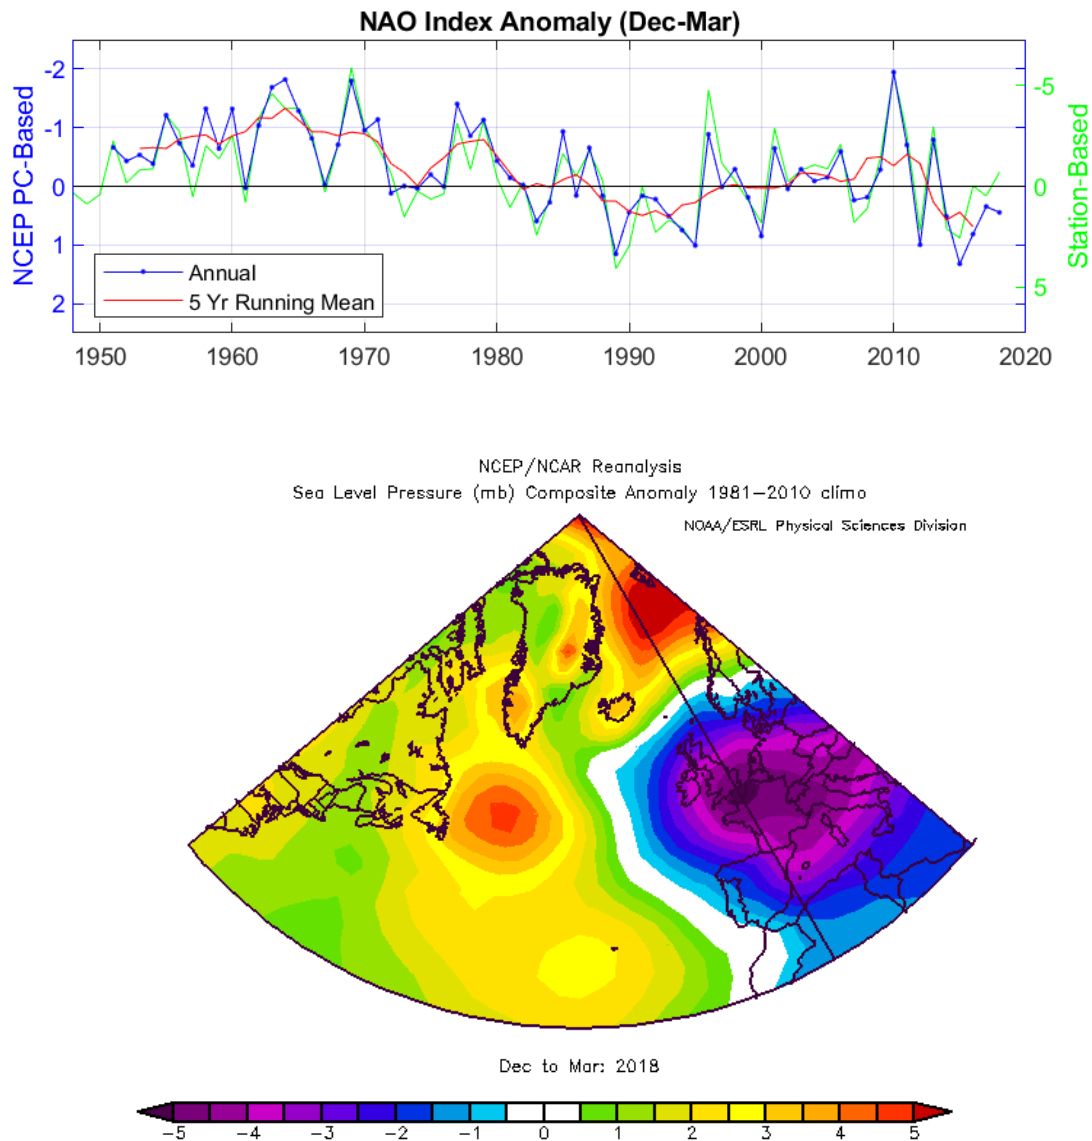 NAO Index Anomaly (Dec-Mar)
NCEP PC-Based
-2
-1
0
1
2
Station-Based
-5
0
5
Annual
5 Yr Running Mean
1950 1960 1970 1980 1990 2000 2010 2020
NCEP/NCAR Reanalysis
Sea Level Pressure (mb) Composite Anomaly 1981-2010 climo
NOAA/ESRL Physical Sciences Division
Dec to Mar: 2018
-5 -4 -3 -2 -1 0 1 2 3 4 5